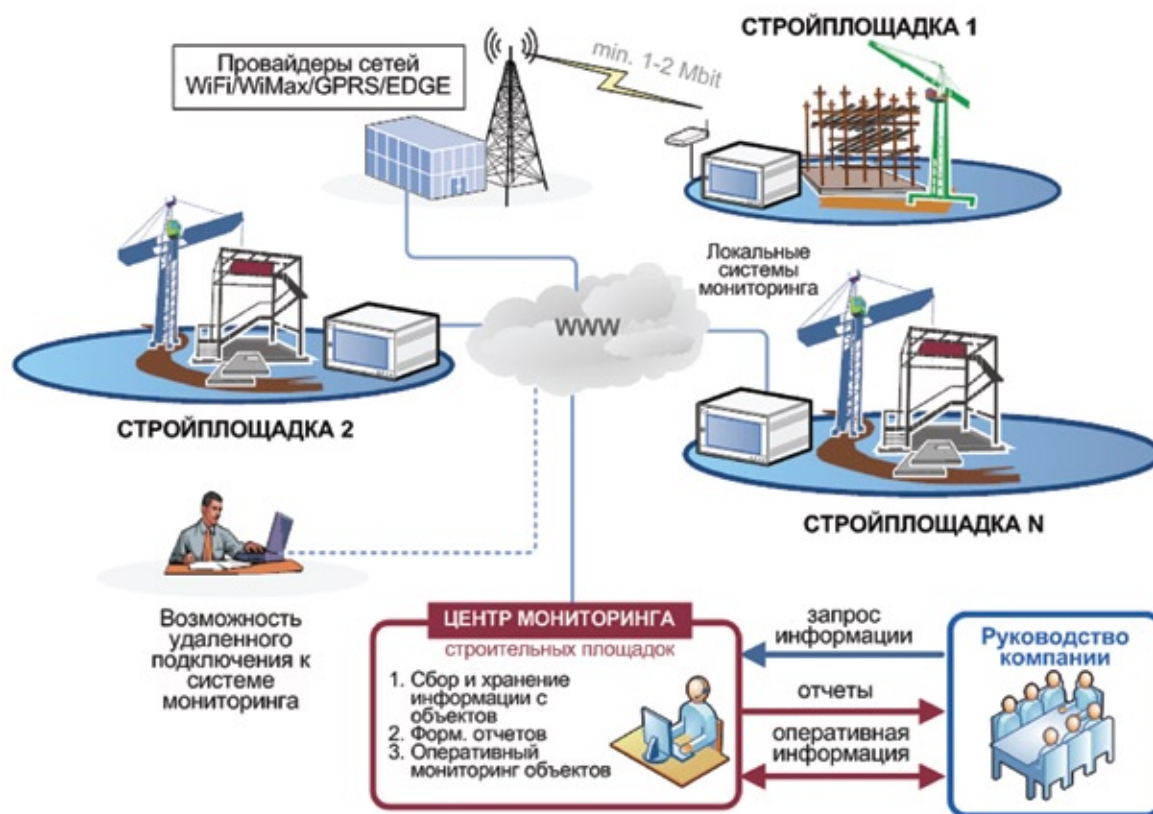 СТРОЙПЛОЩАДКА 1
Провайдеры сетей
WiFi/WiMax/GPRS/EDGE
min. 1-2 Mbit
Локальные
системы
мониторинга
WWW
СТРОЙПЛОЩАДКА 2
СТРОЙПЛОЩАДКА N
Возможность
удаленного
подключения к
системе
мониторинга
ЦЕНТР МОНИТОРИНГА
строительных площадок
1. Сбор и хранение
информации с
объектов
2. Форм. отчетов
3. Оперативный
мониторинг объектов
запрос
информации
отчеты
оперативная
информация
Руководство
компании